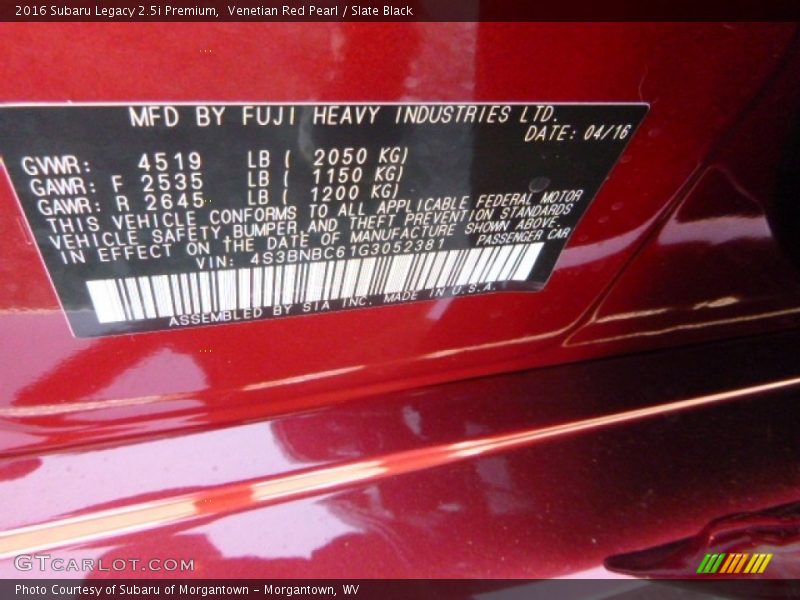 2016 Subaru Legacy 2.5i Premium,  Venetian Red Pearl / Slate Black
MFD BY FUJI HEAVY INDUSTRIES LTD.
DATE: 04/16
GVWR: 4519 LB ( 2050 KG)
GAWR: F 2535 LB ( 1150 KG)
GAWR: R 2645 LB ( 1200 KG)
THIS VEHICLE CONFORMS TO ALL APPLICABLE FEDERAL MOTOR
VEHICLE SAFETY, BUMPER, AND THEFT PREVENTION STANDARDS
IN EFFECT ON THE DATE OF MANUFACTURE SHOWN ABOVE.
VIN: 4S3BNBC61G3052381 PASSENGER CAR
ASSEMBLED BY SIA INC. MADE IN U.S.A.
GTCarLot.com
Photo Courtesy of Subaru of Morgantown – Morgantown, WV